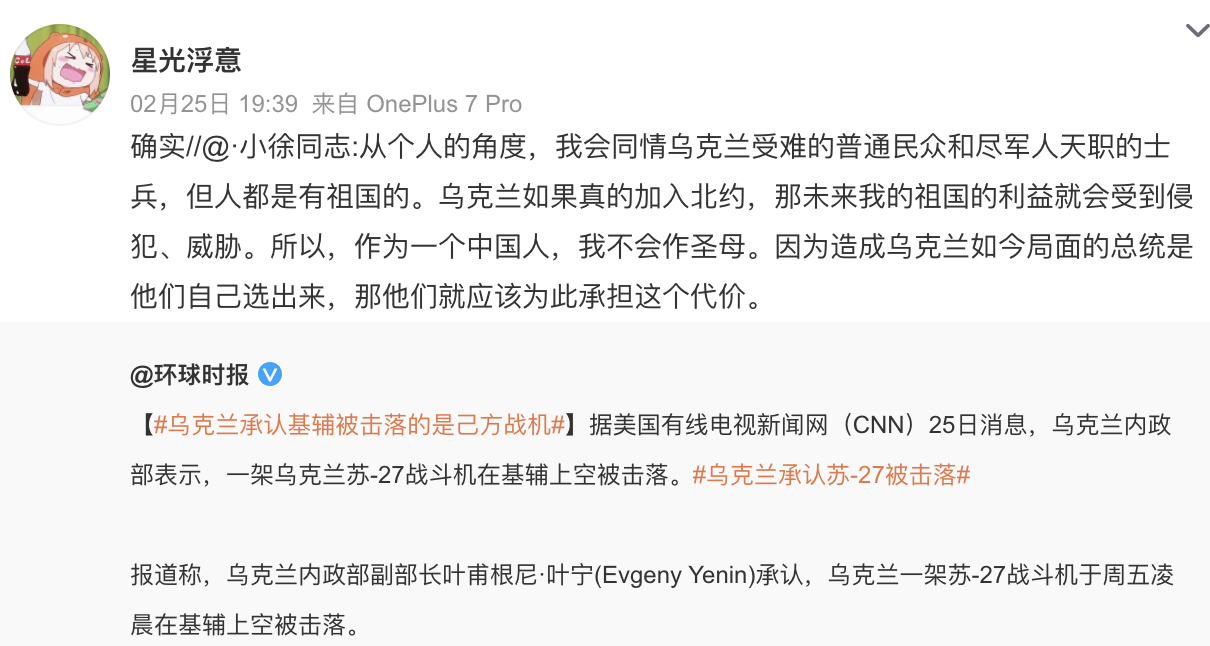 星光浮意
02月25日 19:39 来自 OnePlus 7 Pro
确实//@·小徐同志:从个人的角度，我会同情乌克兰受难的普通民众和尽军人天职的士
兵，但人都是有祖国的。乌克兰如果真的加入北约，那未来我的祖国的利益就会受到侵
犯、威胁。所以，作为一个中国人，我不会作圣母。因为造成乌克兰如今局面的总统是
他们自己选出来，那他们就应该为此承担这个代价。
@环球时报
【#乌克兰承认基辅被击落的是己方战机#】据美国有线电视新闻网（CNN）25日消息，乌克兰内政
部表示，一架乌克兰苏-27战斗机在基辅上空被击落。#乌克兰承认苏-27被击落#
报道称，乌克兰内政部副部长叶甫根尼·叶宁(Evgeny Yenin)承认，乌克兰一架苏-27战斗机于周五凌
晨在基辅上空被击落。